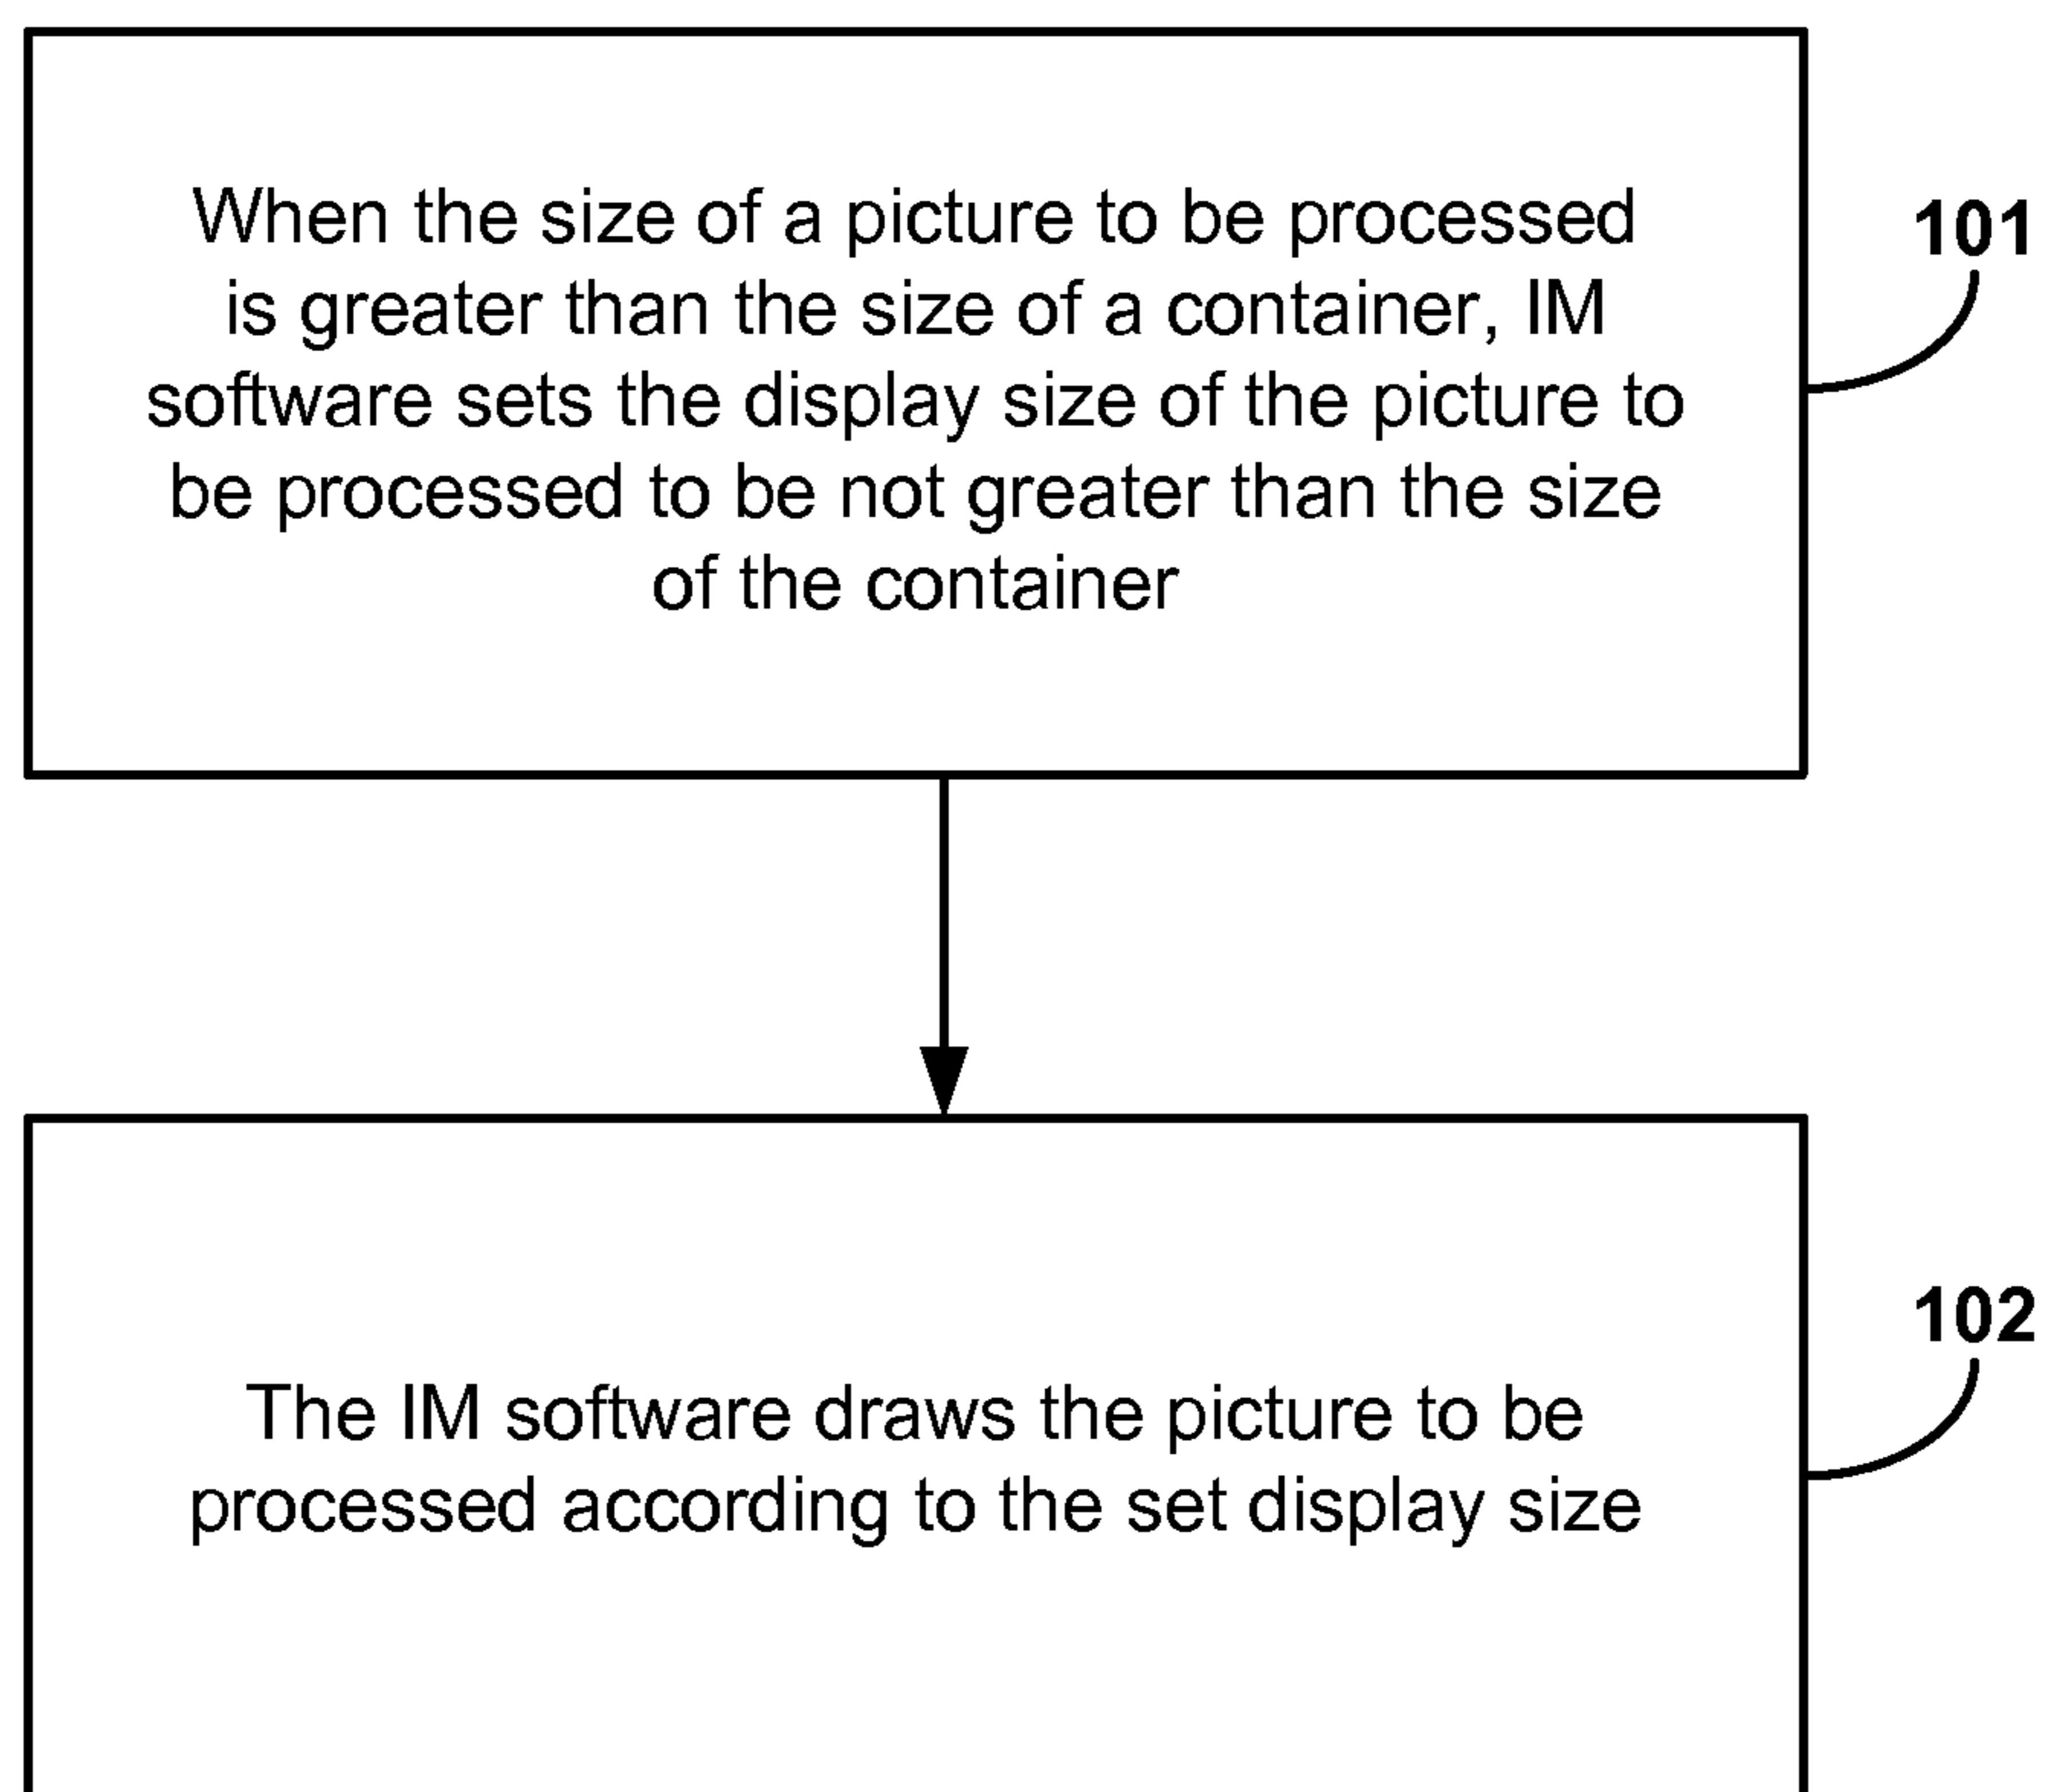 When the size of a picture to be processed
is greater than the size of a container, IM
software sets the display size of the picture to
be processed to be not greater than the size
of the container
101
The IM software draws the picture to be
processed according to the set display size
102